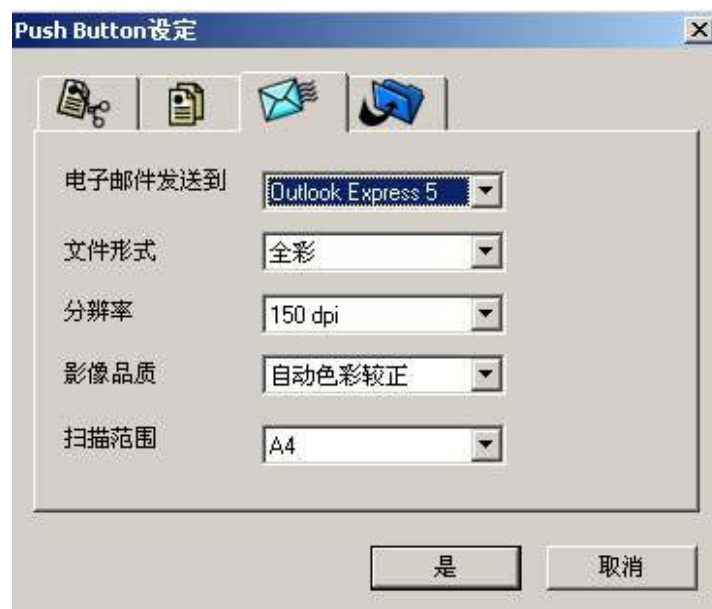 Push Button设定
电子邮件发送到 Outlook Express 5
文件形式 全彩
分辨率 150 dpi
影像品质 自动色彩较正
扫描范围 A4
是 取消